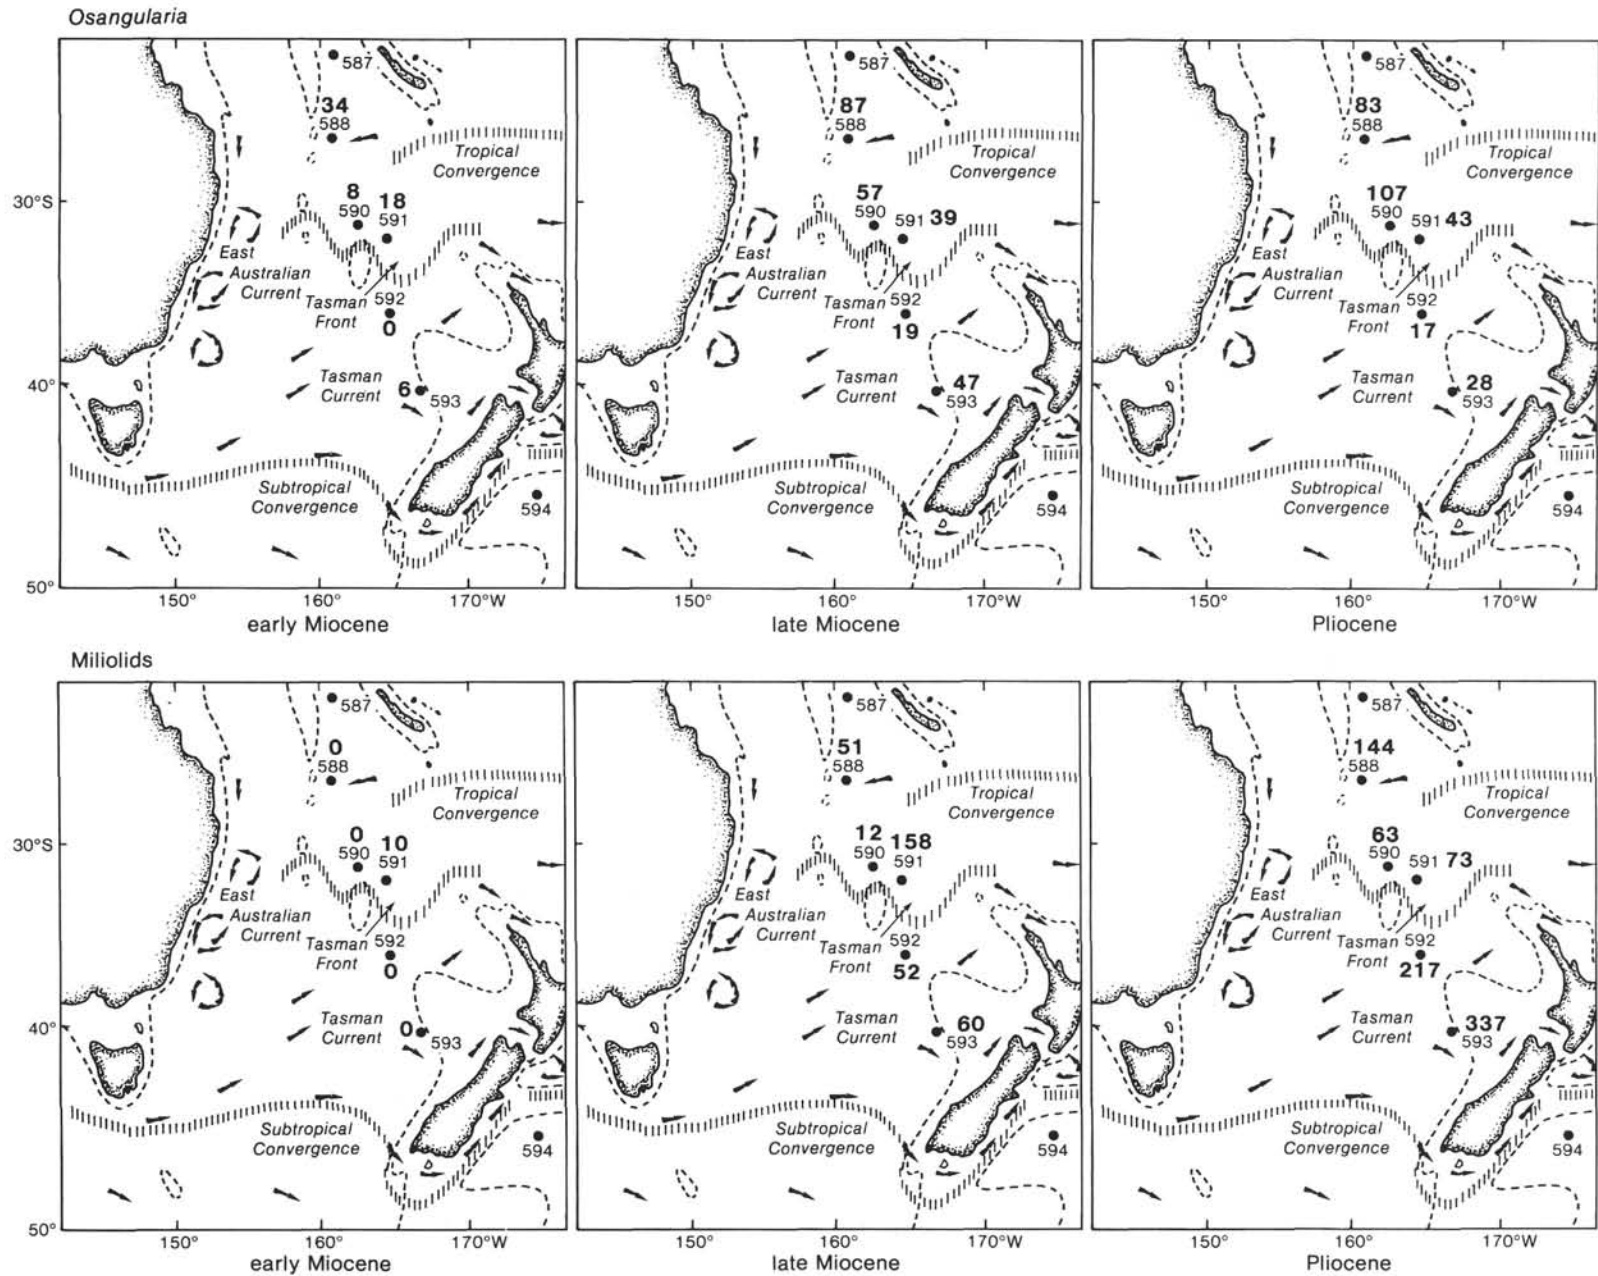 Osangularia
587
34
588
Tropical
Convergence
30°S
8
590
18
591
East
Australian
Current
Tasman
Front
592
0
40°
Tasman
Current
6
593
Subtropical
Convergence
594
50°
150°
160°
170°W
early Miocene
587
87
588
Tropical
Convergence
57
590
591 39
East
Australian
Current
Tasman
Front
592
19
Tasman
Current
47
593
Subtropical
Convergence
594
150°
160°
170°W
late Miocene
587
83
588
Tropical
Convergence
107
590
591 43
East
Australian
Current
Tasman
Front
592
17
Tasman
Current
28
593
Subtropical
Convergence
594
150°
160°
170°W
Pliocene
Miliolids
587
0
588
Tropical
Convergence
30°S
0
590
10
591
East
Australian
Current
Tasman
Front
592
0
40°
Tasman
Current
0
593
Subtropical
Convergence
594
50°
150°
160°
170°W
early Miocene
587
51
588
Tropical
Convergence
12
590
158
591
East
Australian
Current
Tasman
Front
592
52
Tasman
Current
60
593
Subtropical
Convergence
594
150°
160°
170°W
late Miocene
587
144
588
Tropical
Convergence
63
590
591 73
East
Australian
Current
Tasman
Front
592
217
Tasman
Current
337
593
Subtropical
Convergence
594
150°
160°
170°W
Pliocene